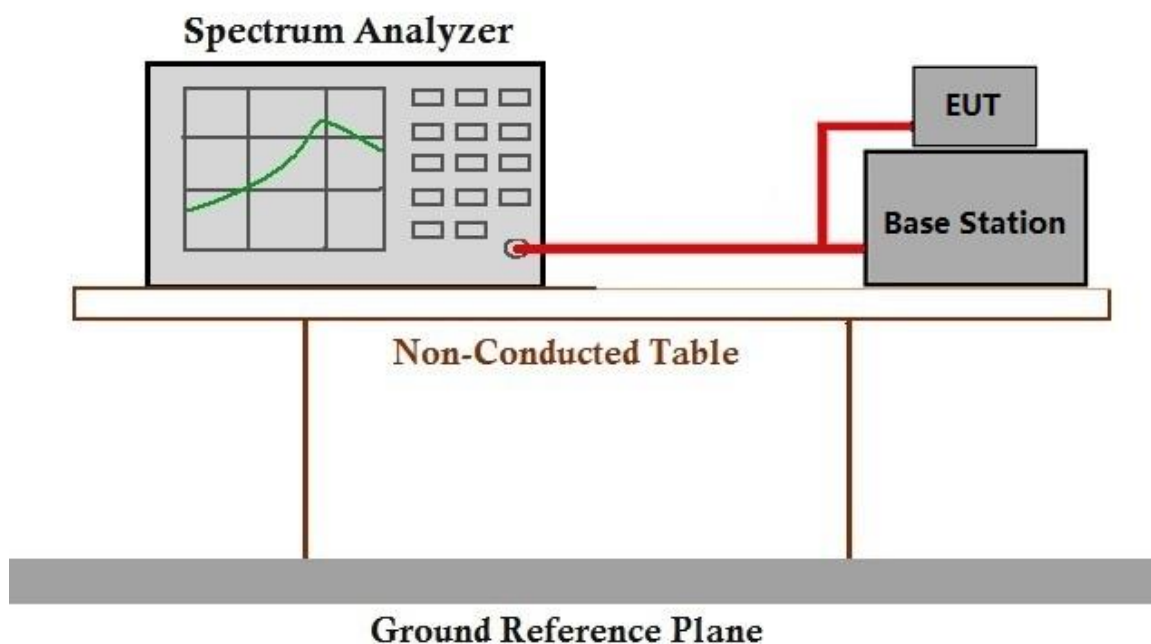 Spectrum Analyzer
EUT
Base Station
Non-Conducted Table
Ground Reference Plane